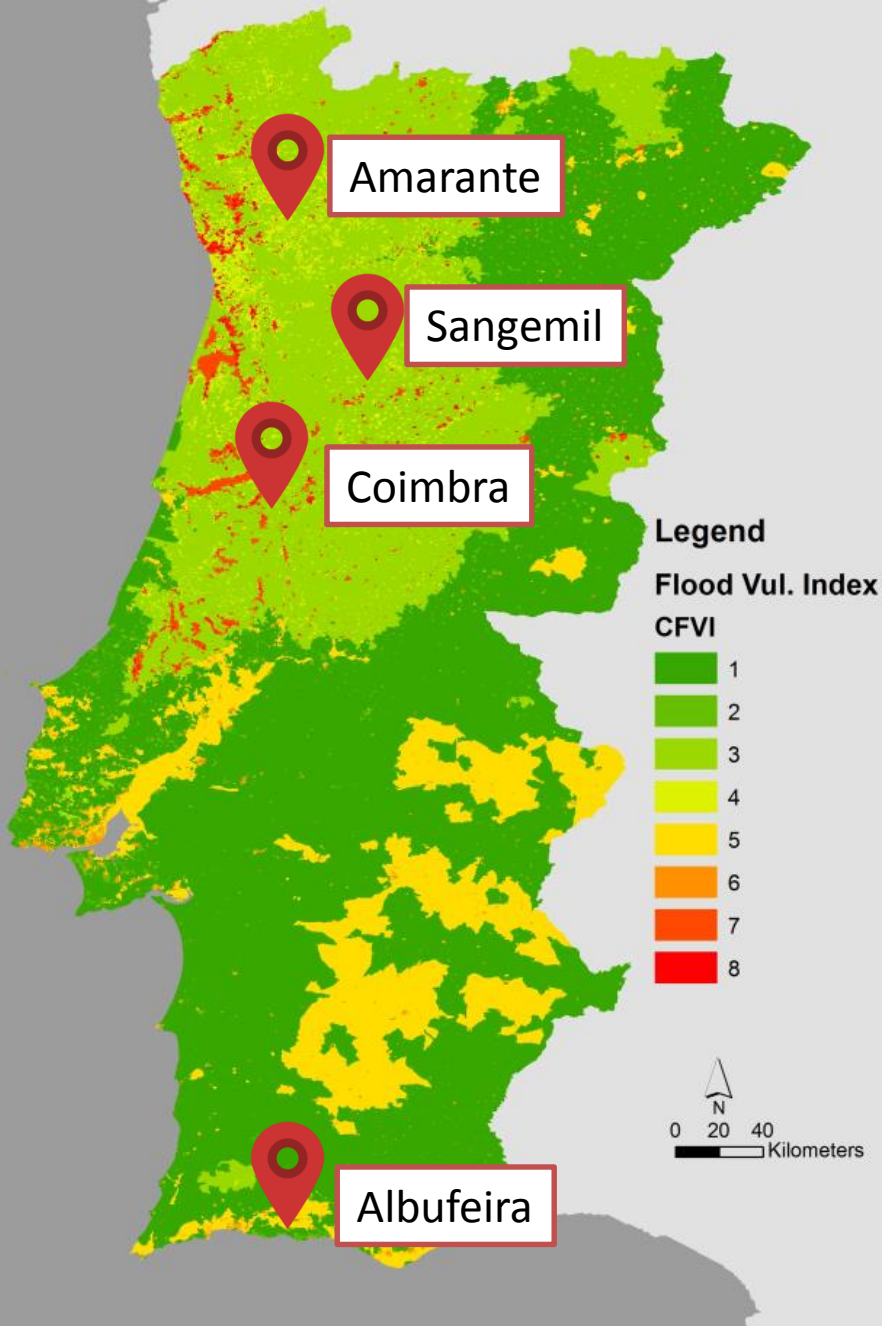 Amarante
Sangemil
Coimbra
Legend
Flood Vul. Index
CFVI
1
2
3
4
5
6
7
8
N
0 20 40
Kilometers
Albufeira